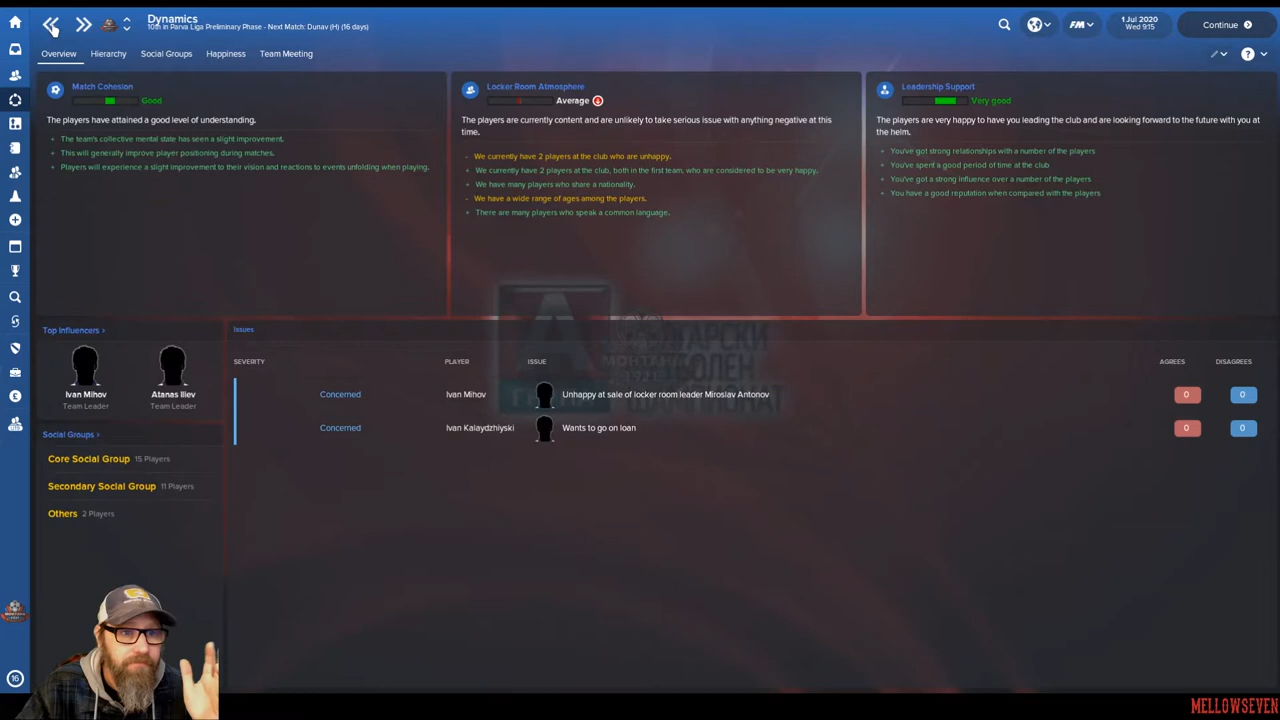 Dynamics
10th in Parva Liga Preliminary Phase - Next Match: Dunav (H) (16 days)
FM
1 Jul 2020
Wed 9:15
Continue
Overview
Hierarchy
Social Groups
Happiness
Team Meeting
?
Match Cohesion
Good
The players have attained a good level of understanding.
+ The team's collective mental state has seen a slight improvement.
+ This will generally improve player positioning during matches.
+ Players will experience a slight improvement to their vision and reactions to events unfolding when playing.
Locker Room Atmosphere
Average
The players are currently content and are unlikely to take serious issue with anything negative at this
time.
- We currently have 2 players at the club who are unhappy.
+ We currently have 2 players at the club, both in the first team, who are considered to be very happy.
+ We have many players who share a nationality.
- We have a wide range of ages among the players.
+ There are many players who speak a common language.
Leadership Support
Very good
The players are very happy to have you leading the club and are looking forward to the future with you at
the helm.
+ You've got strong relationships with a number of the players
+ You've spent a good period of time at the club
+ You've got a strong influence over a number of the players
+ You have a good reputation when compared with the players
Top Influencers >
Ivan Mihov
Team Leader
Atanas Iliev
Team Leader
Social Groups >
Core Social Group 15 Players
Secondary Social Group 11 Players
Others 2 Players
Issues
SEVERITY PLAYER ISSUE AGREES DISAGREES
Concerned Ivan Mihov Unhappy at sale of locker room leader Miroslav Antonov 0 0
Concerned Ivan Kalaydzhiyski Wants to go on loan 0 0
МОНТАНА
1921
16
MELLOWSEVEN